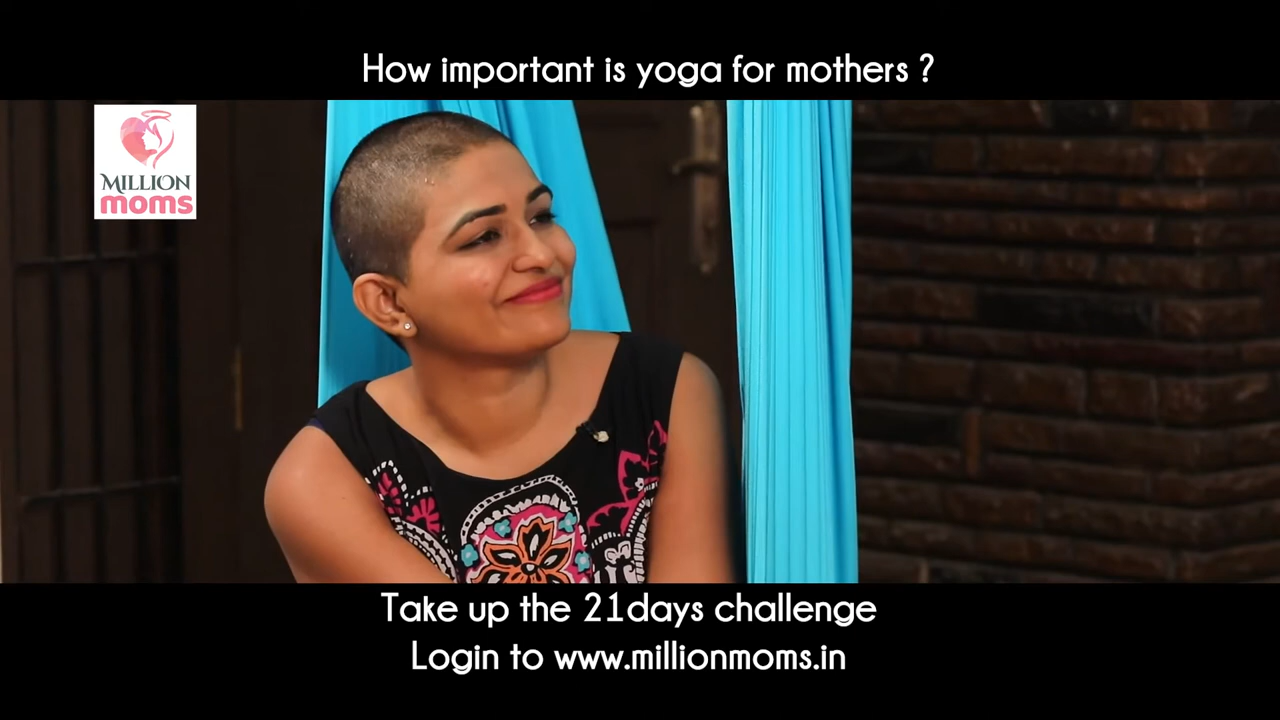 How important is yoga for mothers ?
MILLION
moms
Take up the 21days challenge
Login to www.millionmoms.in